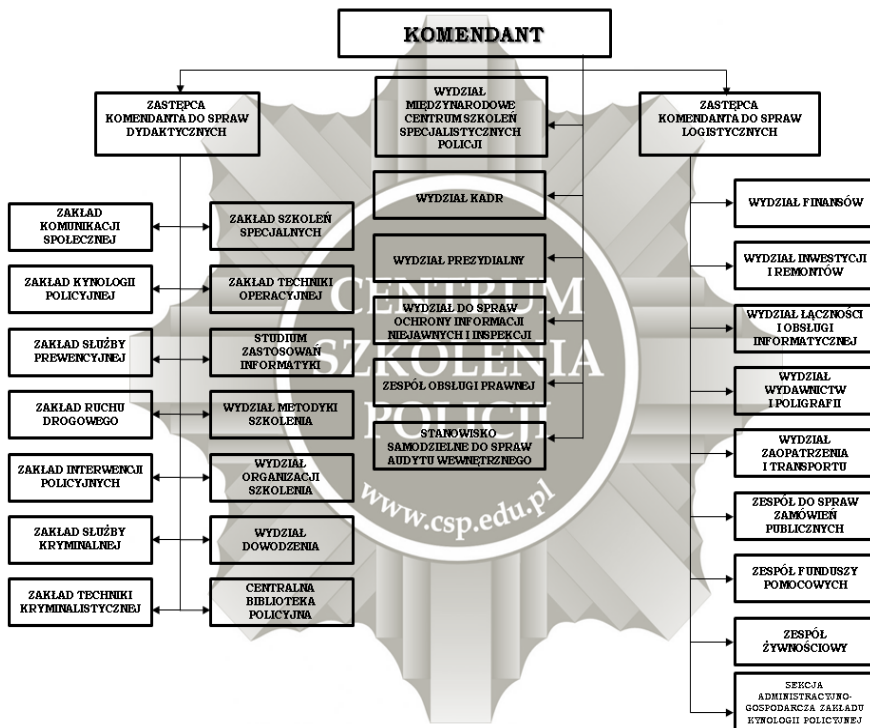 KOMENDANT
ZASTĘPCA
KOMENDANTA DO SPRAW
DYDAKTYCZNYCH
WYDZIAŁ
MIĘDZYNARODOWE
CENTRUM SZKOLEŃ
SPECJALISTYCZNYCH
POLICJI
ZASTĘPCA
KOMENDANTA DO SPRAW
LOGISTYCZNYCH
ZAKŁAD
KOMUNIKACJI
SPOŁECZNEJ
ZAKŁAD KYNOLOGII
POLICYJNEJ
ZAKŁAD SŁUŻBY
PREWENCYJNEJ
ZAKŁAD RUCHU
DROGOWEGO
ZAKŁAD INTERWENCJI
POLICYJNYCH
ZAKŁAD SŁUŻBY
KRYMINALNEJ
ZAKŁAD TECHNIKI
KRYMINALISTYCZNEJ
ZAKŁAD SZKOLEŃ
SPECJALNYCH
ZAKŁAD TECHNIKI
OPERACYJNEJ
STUDIUM
ZASTOSOWAŃ
INFORMATYKI
WYDZIAŁ METODYKI
SZKOLENIA
WYDZIAŁ
ORGANIZACJI
SZKOLENIA
WYDZIAŁ
DOWODZENIA
CENTRALNA
BIBLIOTEKA
POLICYJNA
WYDZIAŁ KADR
WYDZIAŁ PREZYDIALNY
WYDZIAŁ DO SPRAW
OCHRONY INFORMACJI
NIEJAWNYCH I INSPEKCJI
ZESPÓŁ OBSŁUGI PRAWNEJ
STANOWISKO
SAMODZIELNE DO SPRAW
AUDYTU WEWNĘTRZNEGO
CENTRUM
SZKOLENIA
POLICJI
www.csp.edu.pl
WYDZIAŁ FINANSÓW
WYDZIAŁ INWESTYCJI
I REMONTÓW
WYDZIAŁ ŁĄCZNOŚCI
I OBSŁUGI
INFORMATYCZNEJ
WYDZIAŁ
WYDAWNICTW
I POLIGRAFII
WYDZIAŁ
ZAOPATRZENIA
I TRANSPORTU
ZESPÓŁ DO SPRAW
ZAMÓWIEŃ
PUBLICZNYCH
ZESPÓŁ FUNDUSZY
POMOCOWYCH
ZESPÓŁ
ŻYWNOŚCIOWY
SEKCJA
ADMINISTRACYJNO-
GOSPODARCZA ZAKŁADU
KYNOLOGII POLICYJNEJ